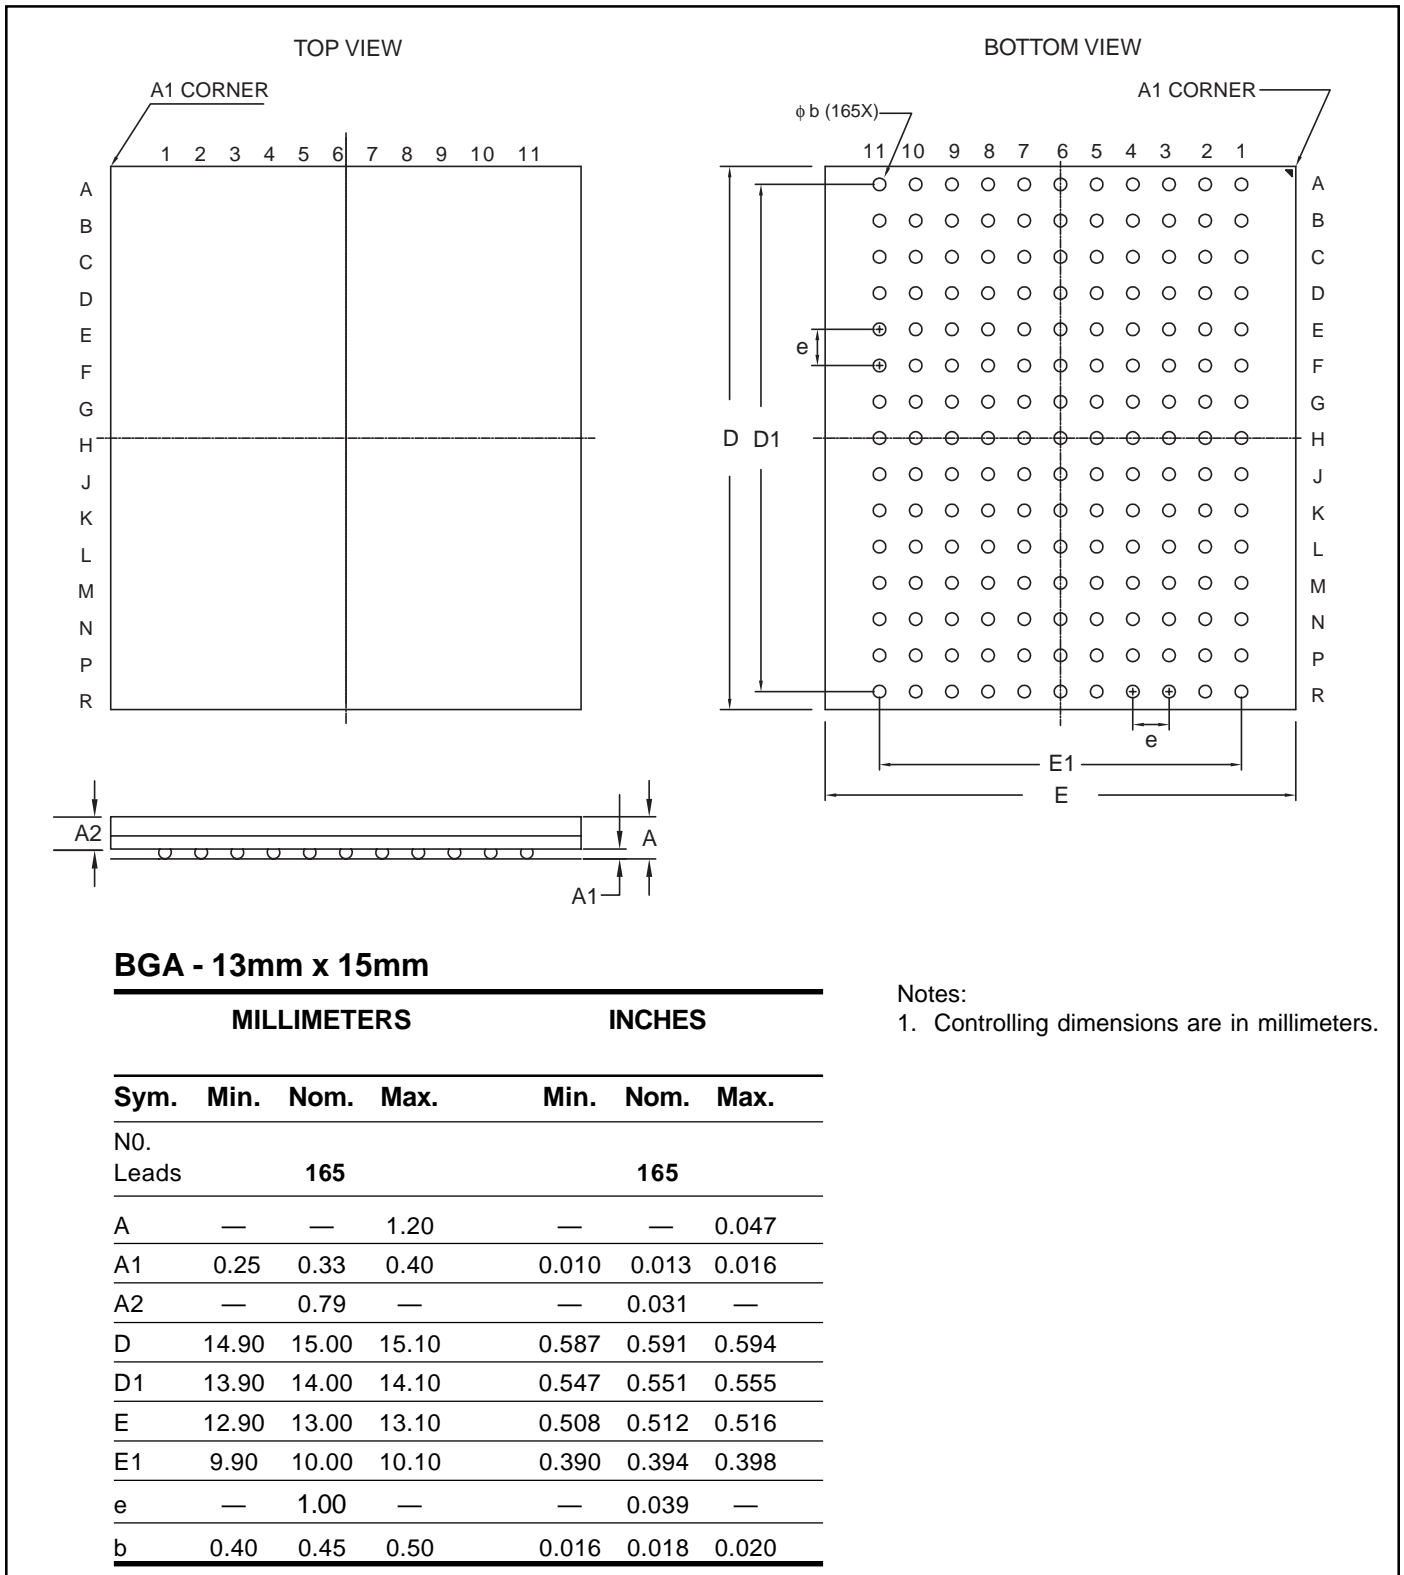 TOP VIEW
A1 CORNER
1 2 3 4 5 6 7 8 9 10 11
A
B
C
D
E
F
G
H
J
K
L
M
N
P
R
BOTTOM VIEW
A1 CORNER
ϕ b (165X)
11 10 9 8 7 6 5 4 3 2 1
A
B
C
D
E
F
G
H
J
K
L
M
N
P
R
e
D D1
e
E1
E
A2
A
A1
BGA - 13mm x 15mm
MILLIMETERS INCHES
Sym. Min. Nom. Max. Min. Nom. Max.
N0.
Leads 165 165
A — — 1.20 — — 0.047
A1 0.25 0.33 0.40 0.010 0.013 0.016
A2 — 0.79 — — 0.031 —
D 14.90 15.00 15.10 0.587 0.591 0.594
D1 13.90 14.00 14.10 0.547 0.551 0.555
E 12.90 13.00 13.10 0.508 0.512 0.516
E1 9.90 10.00 10.10 0.390 0.394 0.398
e — 1.00 — — 0.039 —
b 0.40 0.45 0.50 0.016 0.018 0.020
Notes:
1. Controlling dimensions are in millimeters.